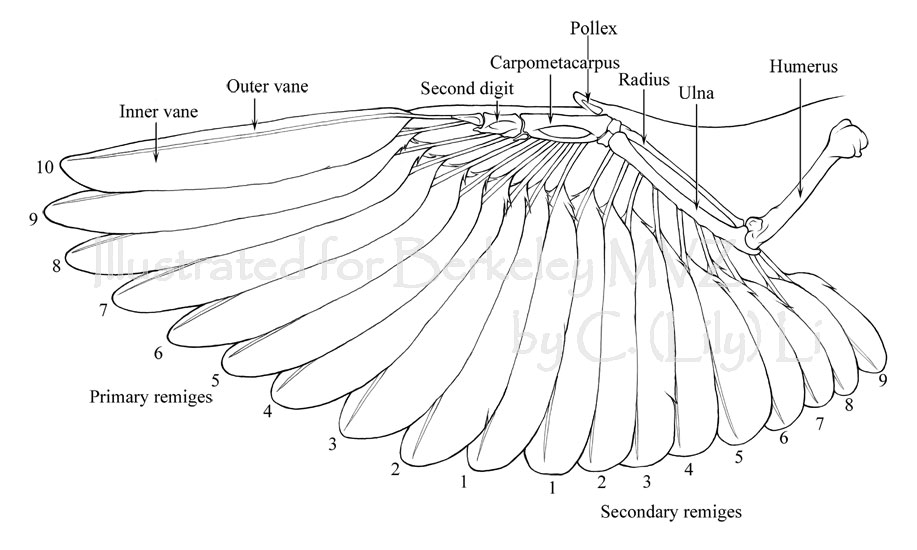 Pollex
Carpometacarpus
Humerus
Radius
Outer vane
Second digit
Ulna
Inner vane
10
9
8
Illustrated for Berkeley MVZ
7
by C. (Lily) Li
6
5
9
4
8
Primary remiges
7
3
6
2
5
1
4
1
2
3
Secondary remiges